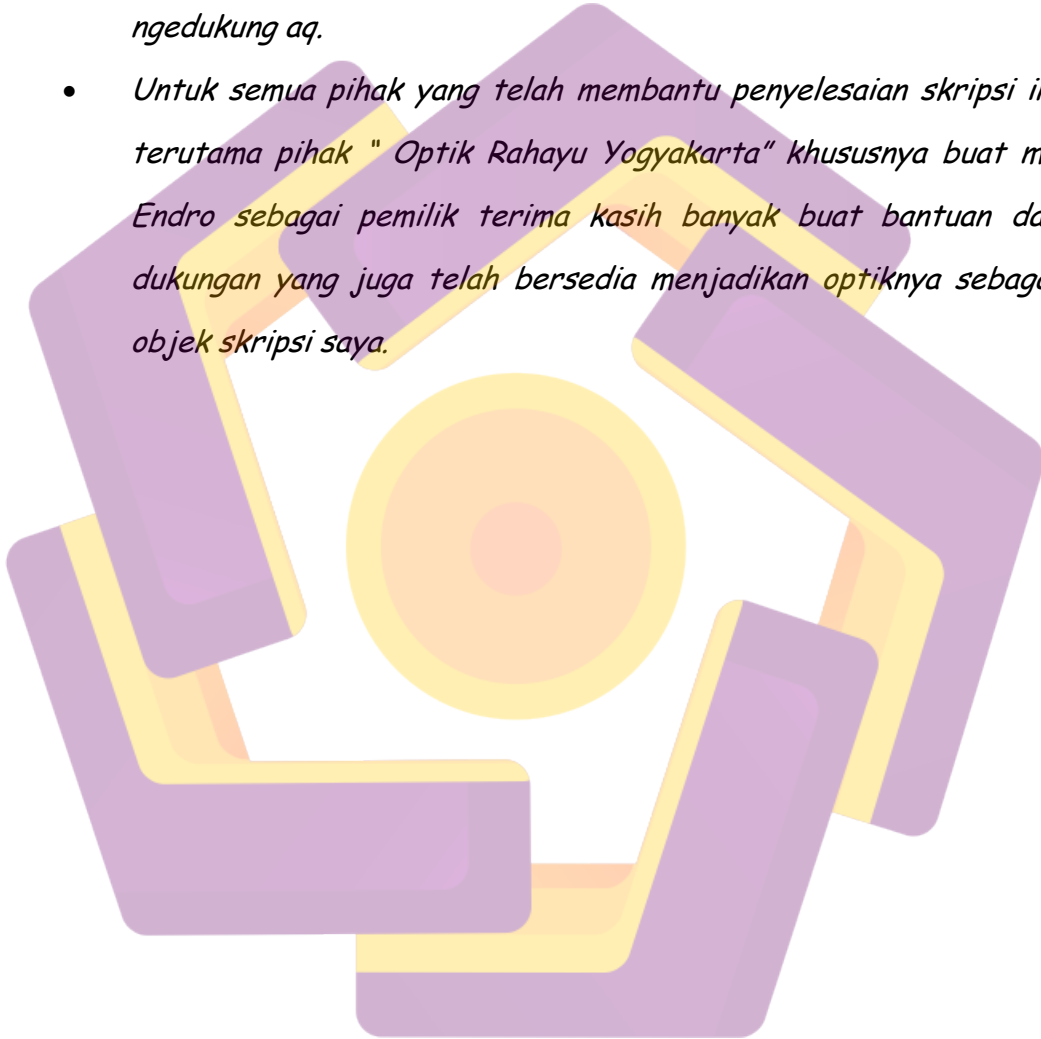 ngedukung aq.
• Untuk semua pihak yang telah membantu penyelesaian skripsi
terutama pihak " Optik Rahayu Yogyakarta" khususnya buat
Endro sebagai pemilik terima kasih banyak buat bantuan
dukungan yang juga telah bersedia menjadikan optiknya
objek skripsi saya.